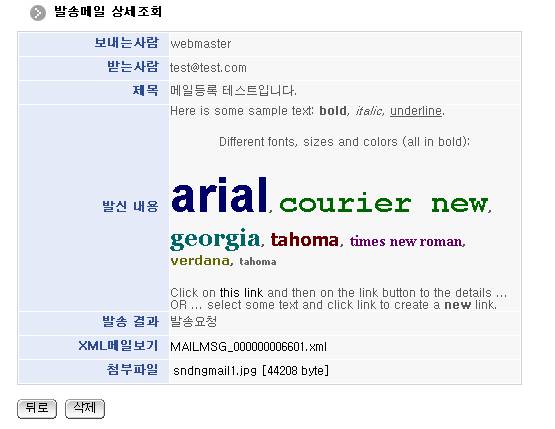 발송메일 상세조회
보내는사람 webmaster
받는사람 test@test.com
제목 메일등록 테스트입니다.
발신 내용
Here is some sample text: bold, italic, underline.
Different fonts, sizes and colors (all in bold):
arial, courier new,
georgia, tahoma, times new roman,
verdana, tahoma
Click on this link and then on the link button to the details ...
OR ... select some text and click link to create a new link.
발송 결과 발송요청
XML메일보기 MAILMSG_000000006601.xml
첨부파일 sndngmail1.jpg [44208 byte]
뒤로 삭제